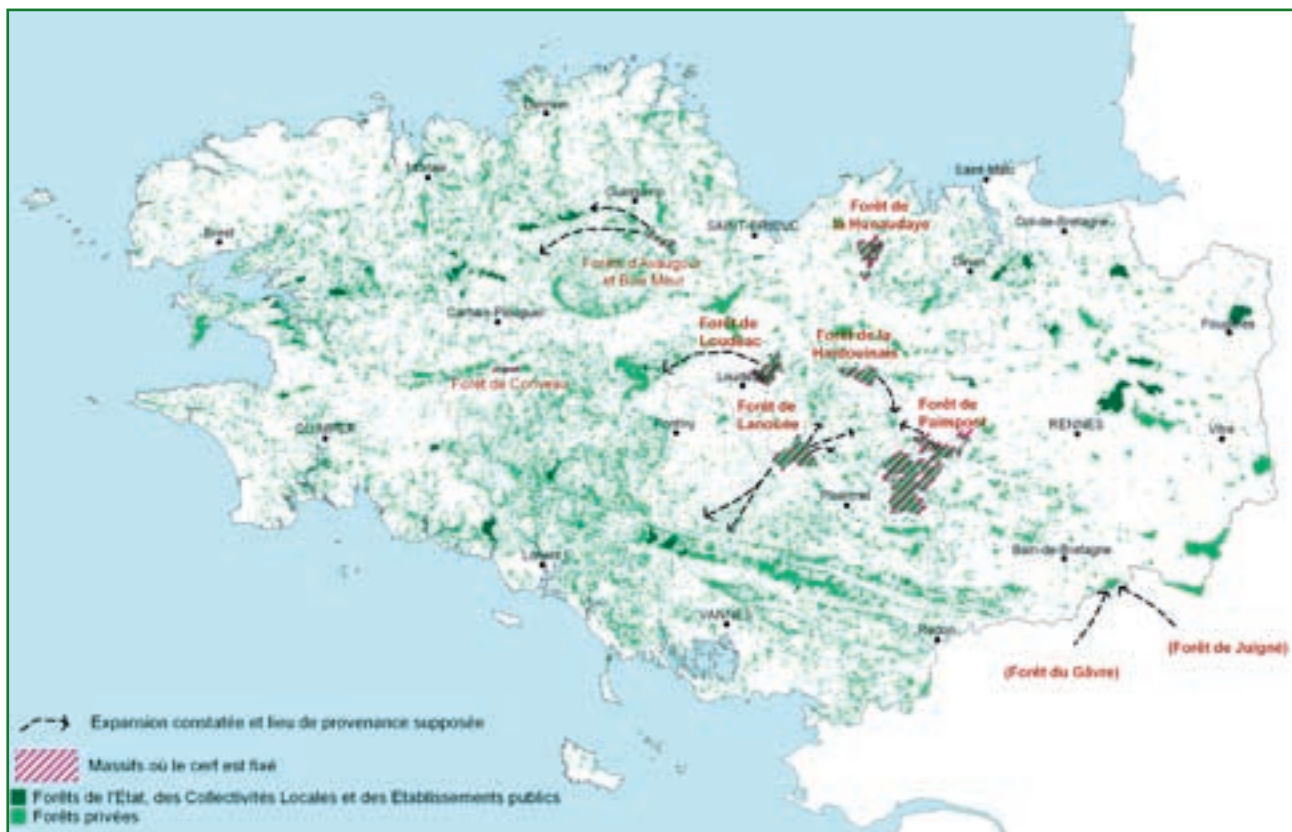 Lannion
Morlaix
Guingamp
Saint-Malo
Forêt de
Hunaudaye
SAINT-BRIEUC
Dol-de-Bretagne
Brest
Forêts d'Avaugour
et Bois Meur
Dinan
Carhaix-Plouguer
Fougères
Forêt de
Loudéac
Forêt de la
Hardouinais
Forêt de Conveau
Loudéac
Forêt de
Lanouée
Forêt de
Paimpont
QUIMPER
Pontivy
RENNES
Vitré
Ploërmel
Bain-de-Bretagne
Lorient
VANNES
Redon
(Forêt de Juigné)
(Forêt du Gâvre)
Expansion constatée et lieu de provenance supposée
Massifs où le cerf est fixé
Forêts de l'Etat, des Collectivités Locales et des Etablissements publics
Forêts privées